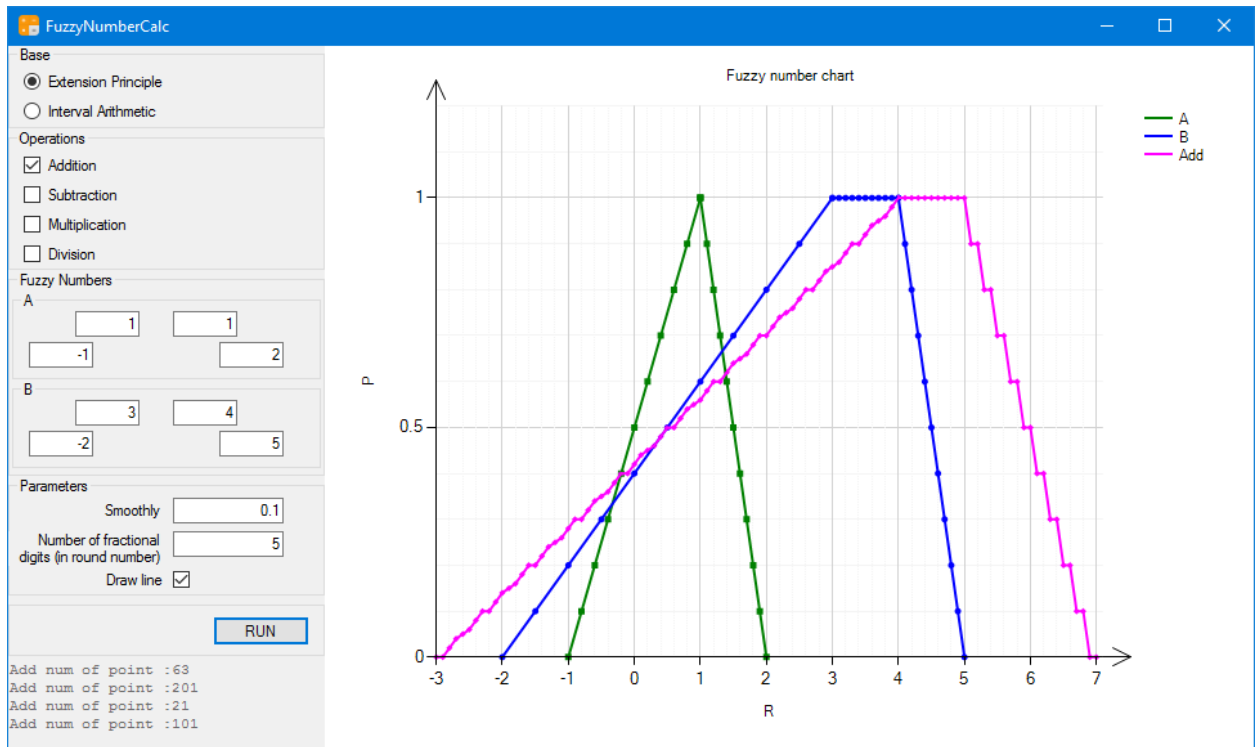 FuzzyNumberCalc
Base
Extension Principle
Interval Arithmetic
Operations
Addition
Subtraction
Multiplication
Division
Fuzzy Numbers
A
1 1
-1 2
B
3 4
-2 5
Parameters
Smoothly 0.1
Number of fractional
digits (in round number) 5
Draw line
RUN
Add num of point :63
Add num of point :201
Add num of point :21
Add num of point :101
Fuzzy number chart
A
B
Add
1
0.5
0
P
-3 -2 -1 0 1 2 3 4 5 6 7
R